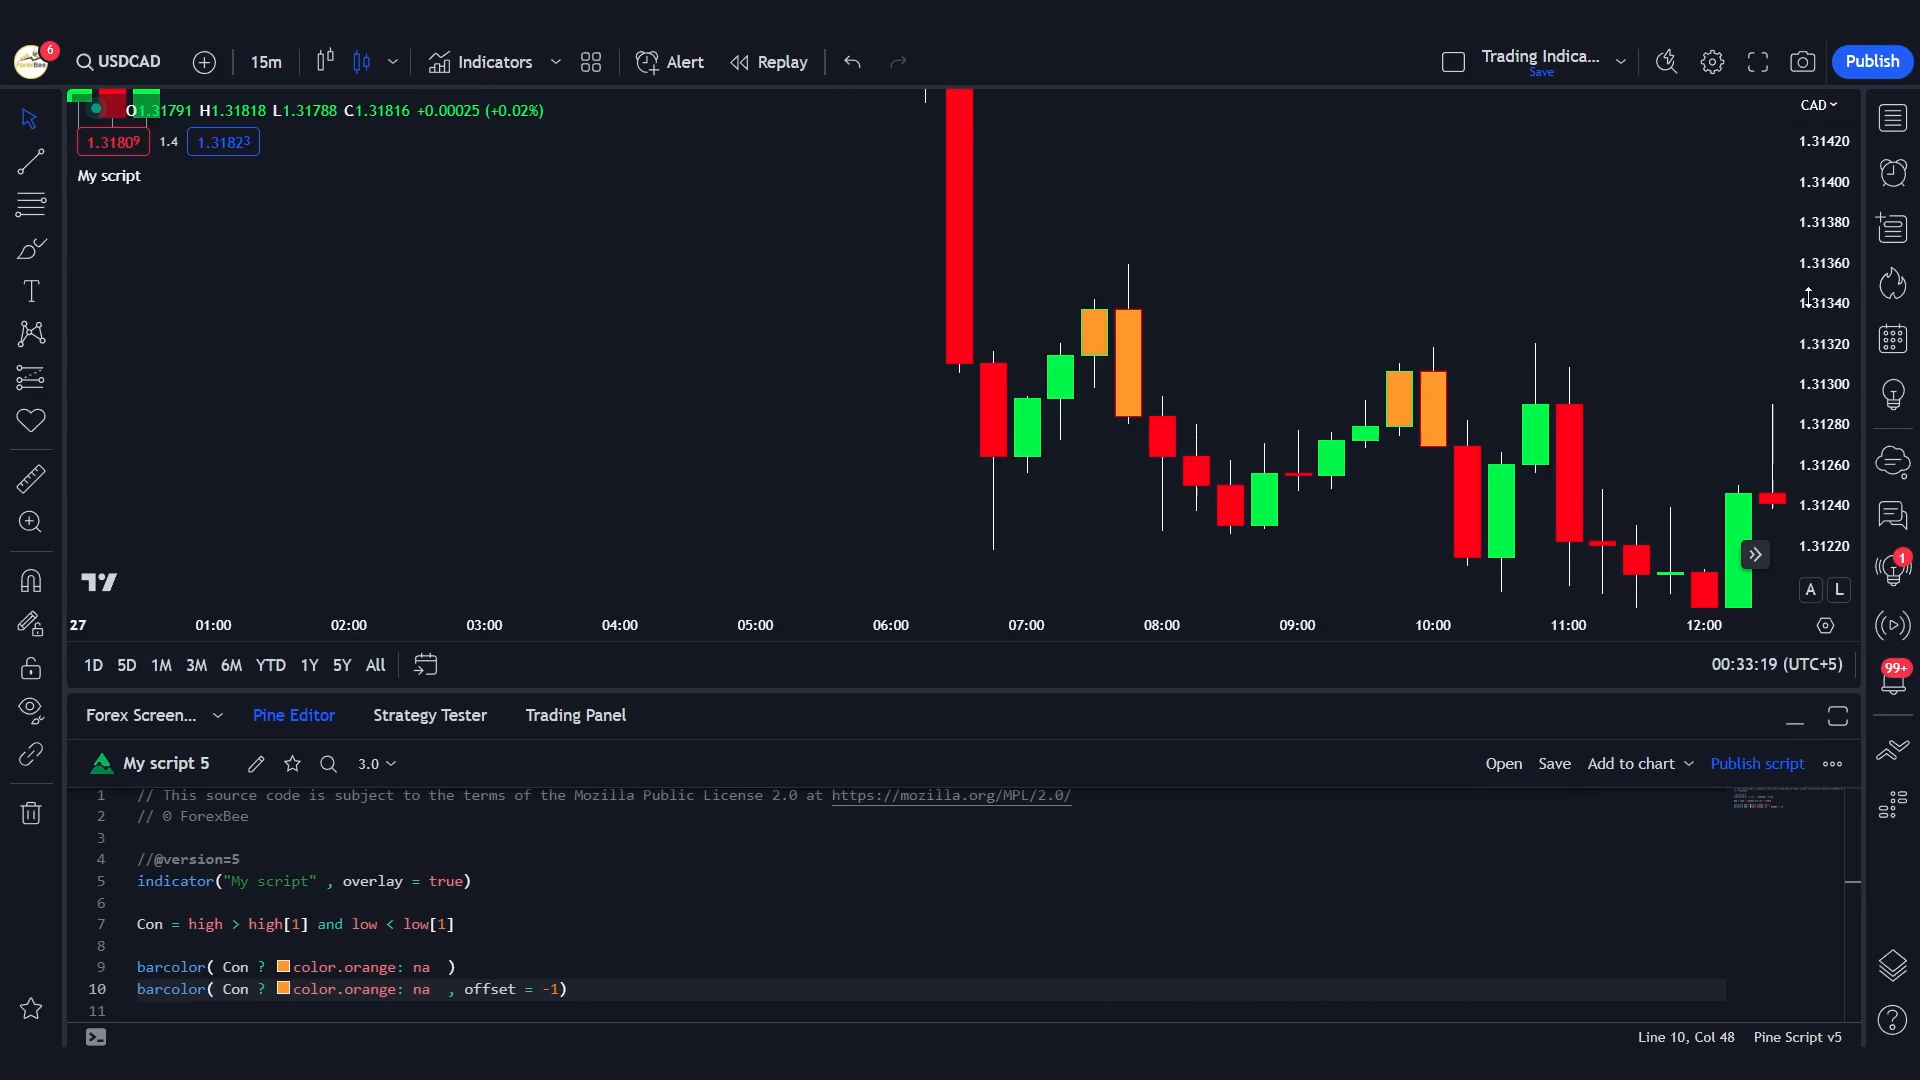 6
USDCAD
15m
Indicators
Alert
Replay
Trading Indica...
Save
Publish
O1.31791 H1.31818 L1.31788 C1.31816 +0.00025 (+0.02%)
1.31809 1.4 1.31823
My script
CAD
1.31420
1.31400
1.31380
1.31360
1.31340
1.31320
1.31300
1.31280
1.31260
1.31240
1.31220
A L
27 01:00 02:00 03:00 04:00 05:00 06:00 07:00 08:00 09:00 10:00 11:00 12:00
1D 5D 1M 3M 6M YTD 1Y 5Y All
00:33:19 (UTC+5)
1
99+
Forex Screen... Pine Editor Strategy Tester Trading Panel
My script 5 3.0 Open Save Add to chart Publish script
1 // This source code is subject to the terms of the Mozilla Public License 2.0 at https://mozilla.org/MPL/2.0/
2 // © ForexBee
3
4 //@version=5
5 indicator("My script" , overlay = true)
6
7 Con = high > high[1] and low < low[1]
8
9 barcolor( Con ? color.orange: na )
10 barcolor( Con ? color.orange: na , offset = -1)
11
Line 10, Col 48 Pine Script v5